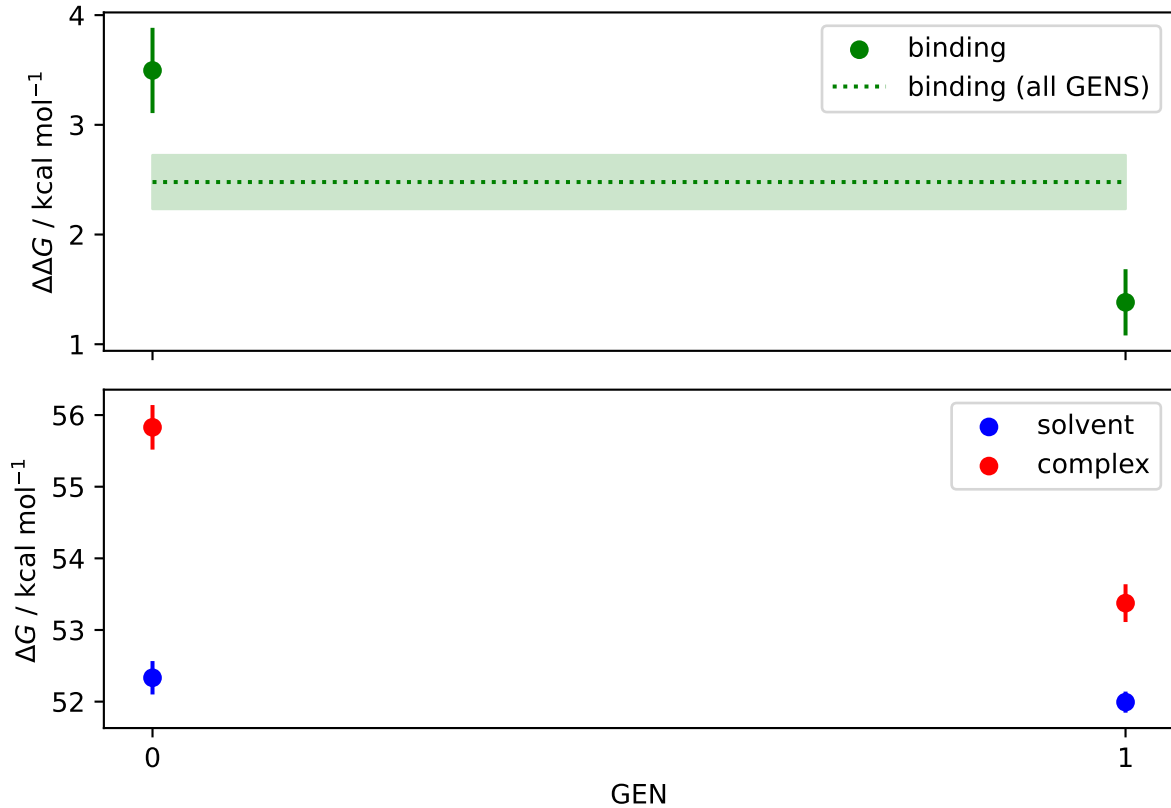 4
3
2
1
ΔΔG / kcal mol⁻¹
binding
binding (all GENS)
56
55
54
53
52
ΔG / kcal mol⁻¹
solvent
complex
0
1
GEN